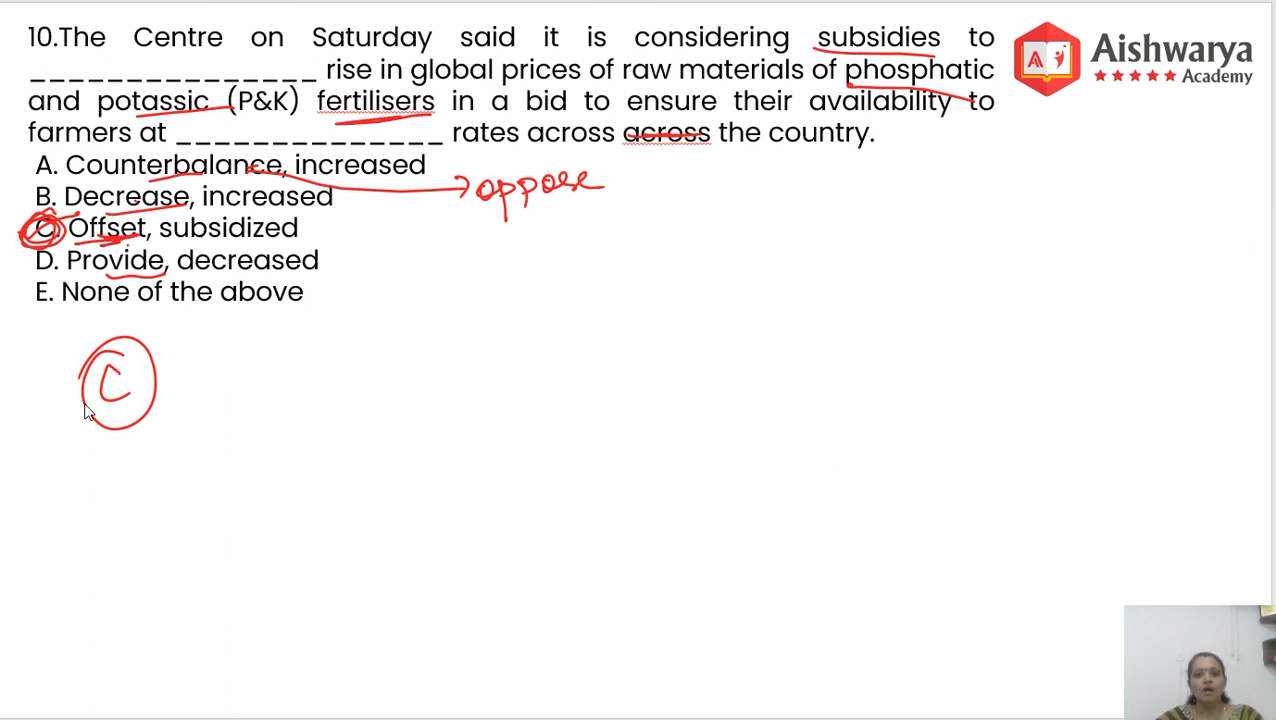 10.The Centre on Saturday said it is considering subsidies to
_______________ rise in global prices of raw materials of phosphatic
and potassic (P&K) fertilisers in a bid to ensure their availability to
farmers at ______________ rates across across the country.
A. Counterbalance, increased
B. Decrease, increased
C. Offset, subsidized
D. Provide, decreased
E. None of the above
oppose
C
Aishwarya
Academy